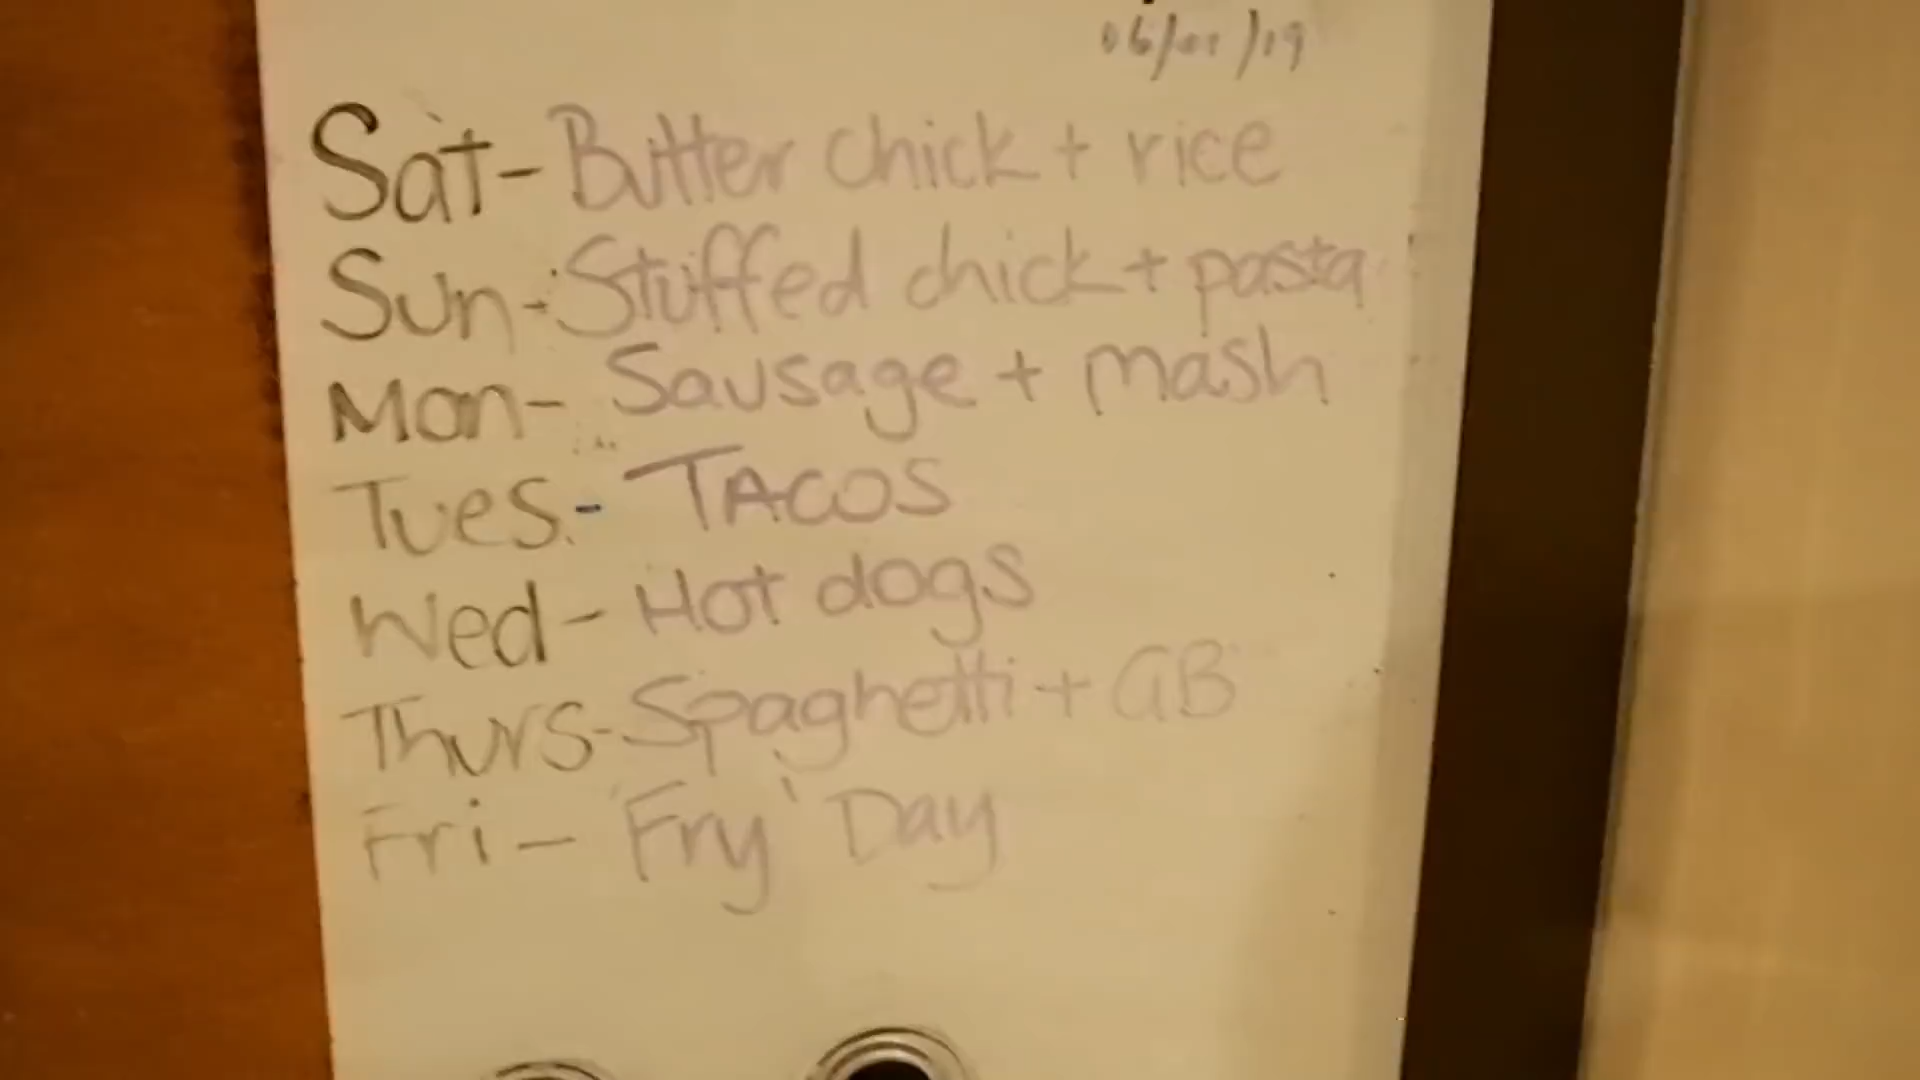 06/01/19
Sat- Butter chick + rice
Sun- Stuffed chick + pasta
Mon- Sausage + mash
Tues.- TACOS
Wed- Hot dogs
Thurs- Spaghetti + GB
Fri- 'Fry' Day